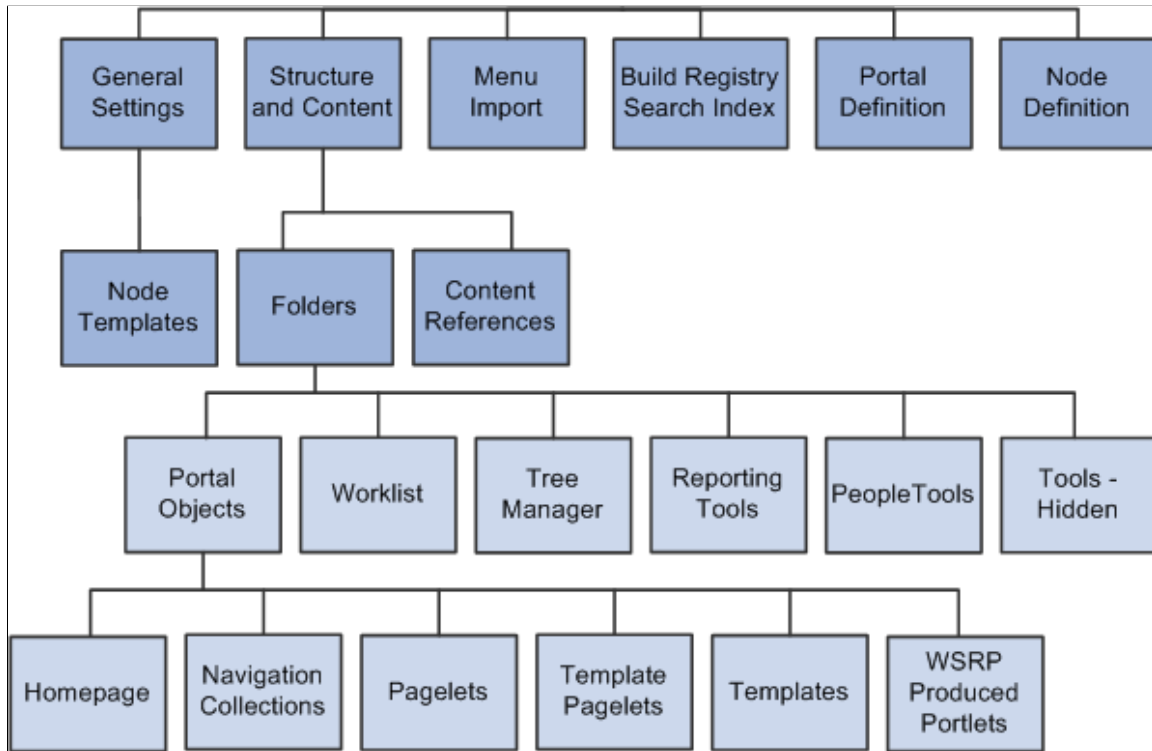 General
Settings
Structure
and Content
Menu
Import
Build Registry
Search Index
Portal
Definition
Node
Definition
Node
Templates
Folders
Content
References
Portal
Objects
Worklist
Tree
Manager
Reporting
Tools
PeopleTools
Tools -
Hidden
Homepage
Navigation
Collections
Pagelets
Template
Pagelets
Templates
WSRP
Produced
Portlets